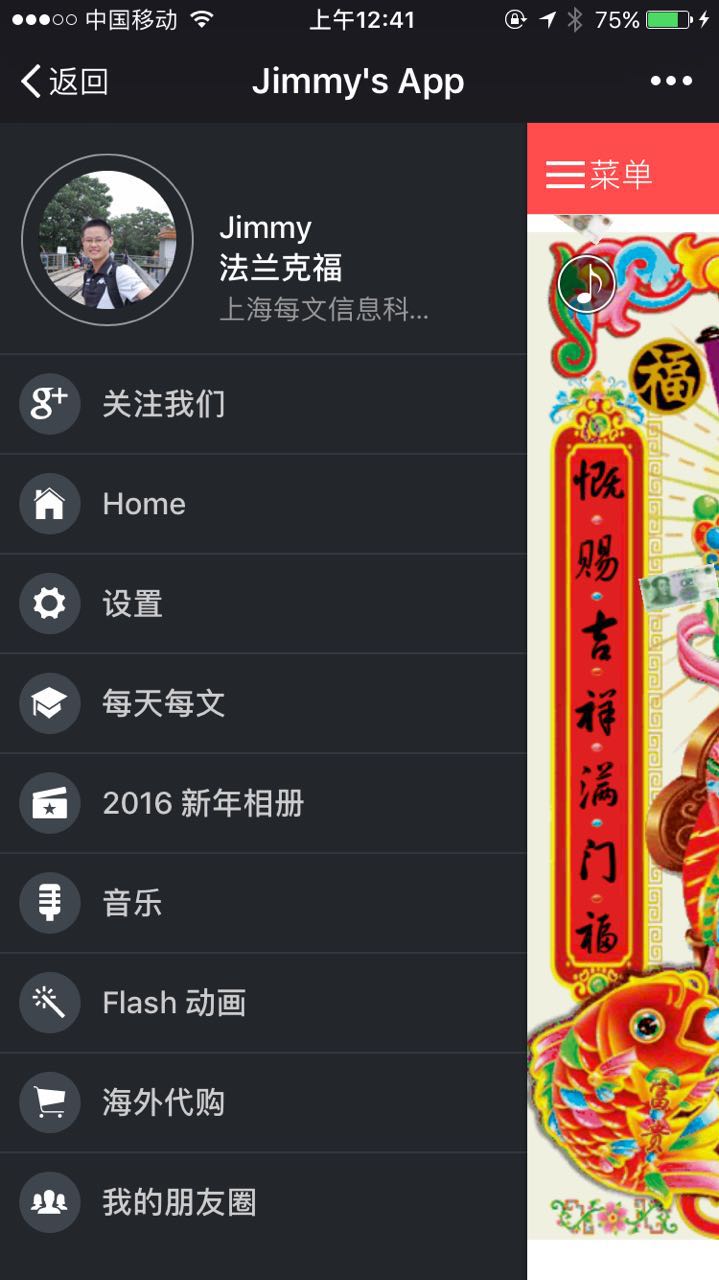 中国移动
上午12:41
75%
返回
Jimmy's App
Jimmy
法兰克福
上海每文信息科...
g+ 关注我们
Home
设置
每天每文
2016 新年相册
音乐
Flash 动画
海外代购
我的朋友圈
菜单
福
慨赐吉祥满门福
富贵